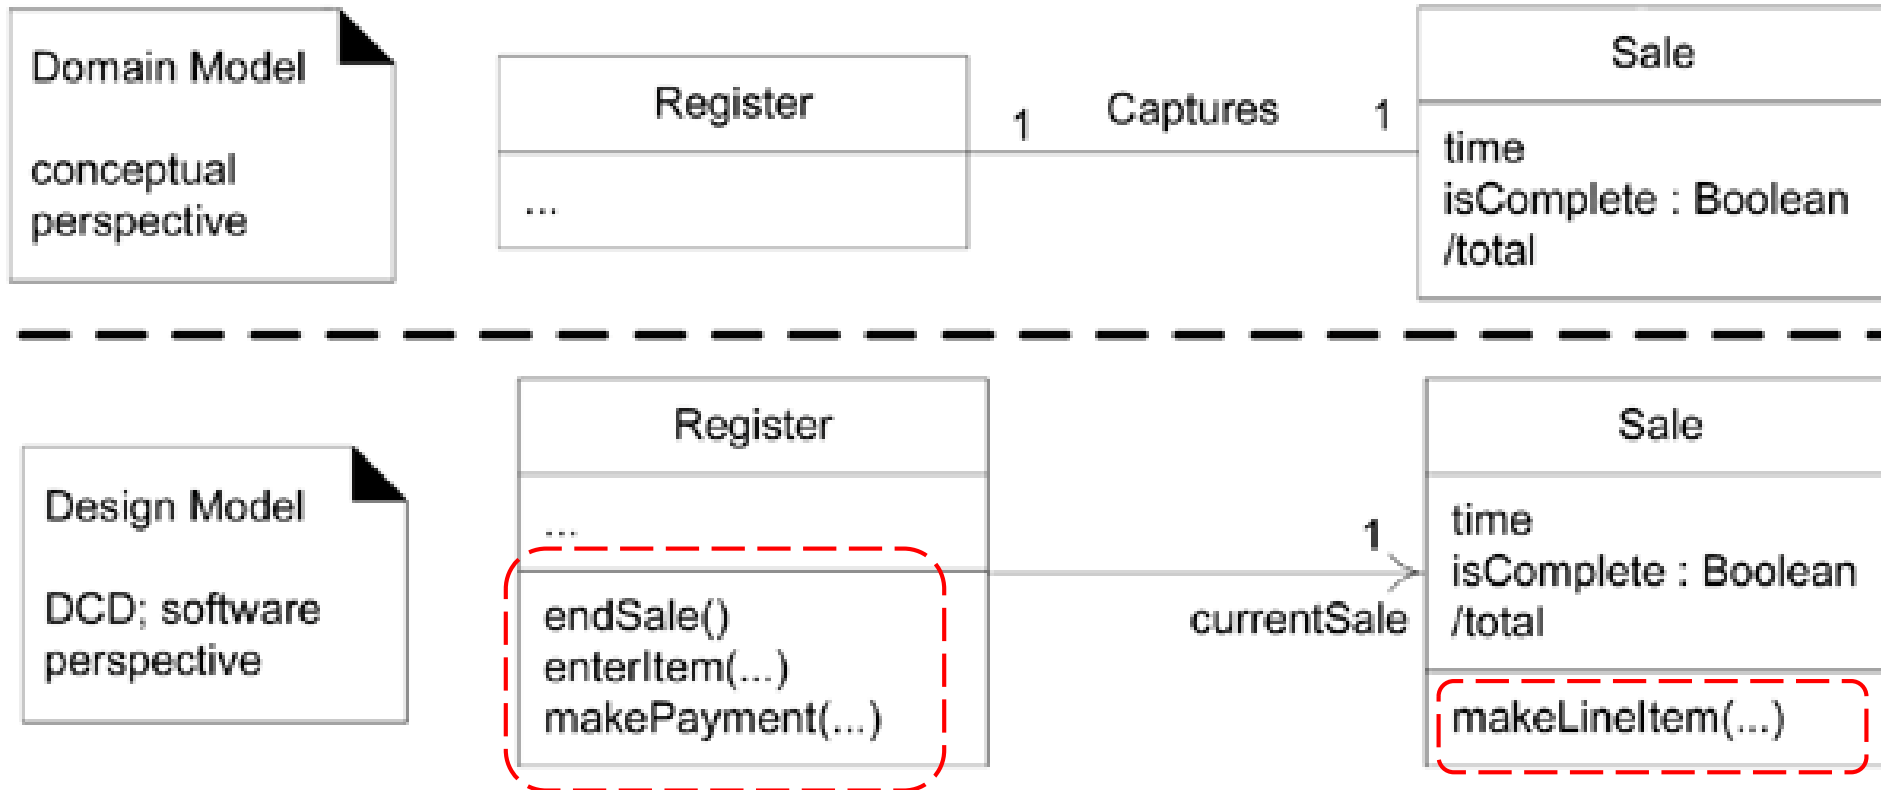 Domain Model
conceptual
perspective
Register
...
1
Captures
1
Sale
time
isComplete : Boolean
/total
Design Model
DCD; software
perspective
Register
...
endSale()
enterItem(...)
makePayment(...)
1
currentSale
Sale
time
isComplete : Boolean
/total
makeLineItem(...)